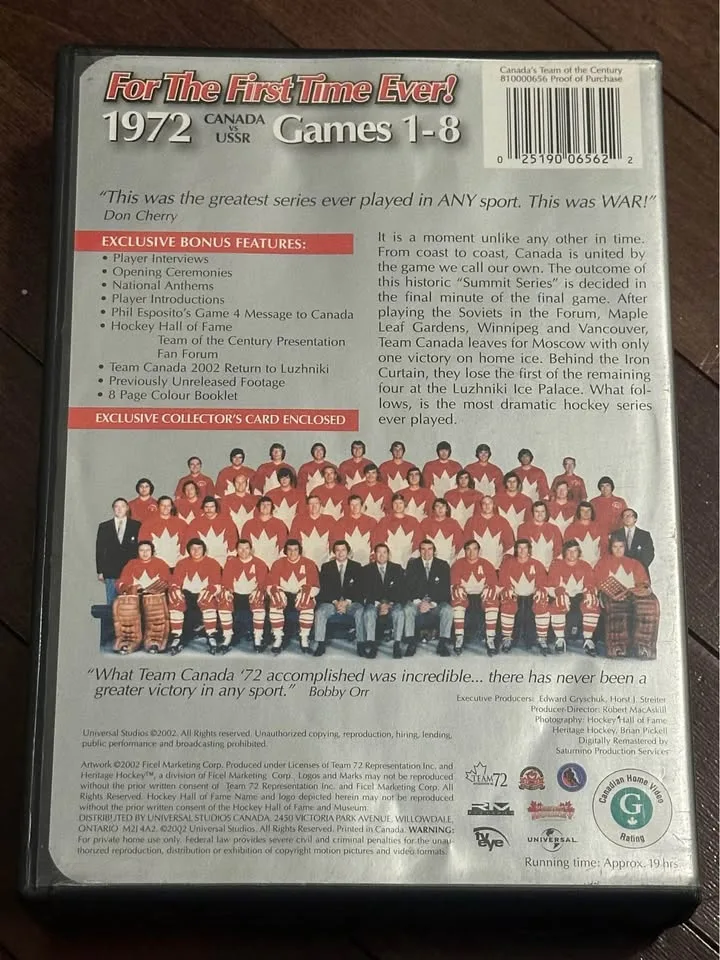 For The First Time Ever!
1972 CANADA vs USSR Games 1-8
Canada's Team of the Century
810000656 Proof of Purchase
0 25190 06562 2
"This was the greatest series ever played in ANY sport. This was WAR!"
Don Cherry
EXCLUSIVE BONUS FEATURES:
• Player Interviews
• Opening Ceremonies
• National Anthems
• Player Introductions
• Phil Esposito's Game 4 Message to Canada
• Hockey Hall of Fame
Team of the Century Presentation
Fan Forum
• Team Canada 2002 Return to Luzhniki
• Previously Unreleased Footage
• 8 Page Colour Booklet
EXCLUSIVE COLLECTOR'S CARD ENCLOSED
It is a moment unlike any other in time.
From coast to coast, Canada is united by
the game we call our own. The outcome of
this historic "Summit Series" is decided in
the final minute of the final game. After
playing the Soviets in the Forum, Maple
Leaf Gardens, Winnipeg and Vancouver,
Team Canada leaves for Moscow with only
one victory on home ice. Behind the Iron
Curtain, they lose the first of the remaining
four at the Luzhniki Ice Palace. What fol-
lows, is the most dramatic hockey series
ever played.
"What Team Canada '72 accomplished was incredible... there has never been a
greater victory in any sport." Bobby Orr
Executive Producers: Edward Gryschuk, Horst J. Streiter
Producer-Director: Robert MacAskill
Photography: Hockey Hall of Fame
Heritage Hockey, Brian Pickell
Digitally Remastered by
Saturnino Production Services
Universal Studios ©2002. All Rights reserved. Unauthorized copying, reproduction, hiring, lending,
public performance and broadcasting prohibited.
Artwork ©2002 Ficel Marketing Corp. Produced under Licenses of Team 72 Representation Inc. and
Heritage Hockey™, a division of Ficel Marketing Corp. Logos and Marks may not be reproduced
without the prior written consent of Team 72 Representation Inc. and Ficel Marketing Corp. All
Rights Reserved. Hockey Hall of Fame Name and logo depicted herein may not be reproduced
without the prior written consent of the Hockey Hall of Fame and Museum.
DISTRIBUTED BY UNIVERSAL STUDIOS CANADA, 2450 VICTORIA PARK AVENUE, WILLOWDALE,
ONTARIO M2J 4A2. ©2002 Universal Studios. All Rights Reserved. Printed in Canada. WARNING:
For private home use only. Federal law provides severe civil and criminal penalties for the unau-
thorized reproduction, distribution or exhibition of copyright motion pictures and video formats.
TEAM 72
tv eye
UNIVERSAL
Canadian Home Video
G
Rating
Running time: Approx. 19 hrs